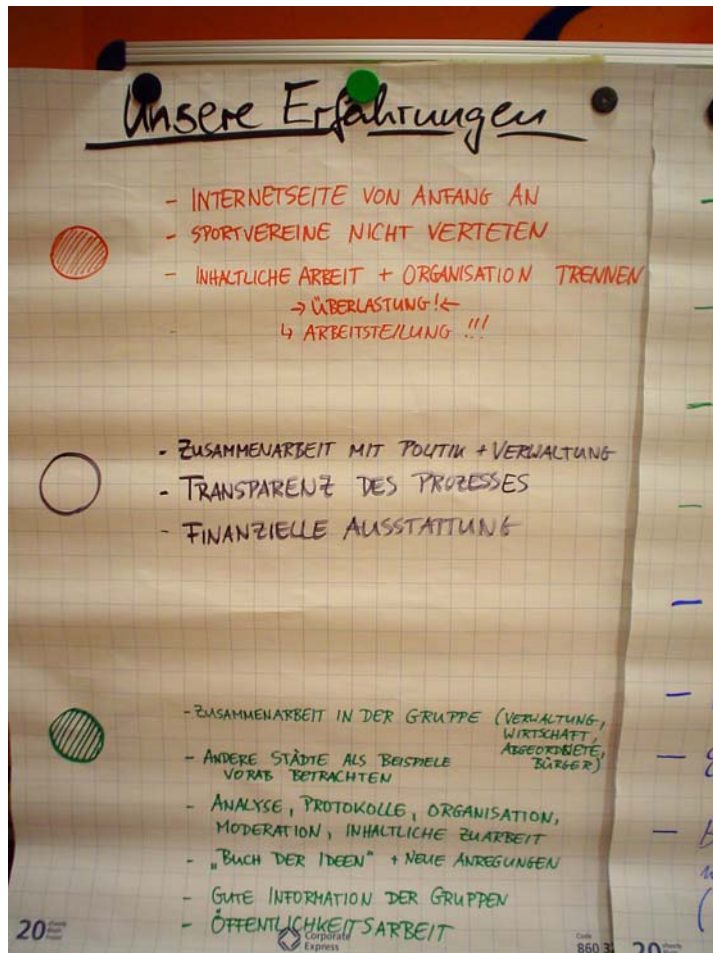 Unsere Erfahrungen
- INTERNETSEITE VON ANFANG AN
- SPORTVEREINE NICHT VERTETEN
- INHALTLICHE ARBEIT + ORGANISATION TRENNEN
→ ÜBERLASTUNG! ←
↳ ARBEITSTEILUNG !!!
- ZUSAMMENARBEIT MIT POLITIK + VERWALTUNG
- TRANSPARENZ DES PROZESSES
- FINANZIELLE AUSSTATTUNG
- ZUSAMMENARBEIT IN DER GRUPPE (VERWALTUNG,
WIRTSCHAFT,
ABGEORDNETE,
BÜRGER)
- ANDERE STÄDTE ALS BEISPIELE
VORAB BETRACHTEN
- ANALYSE, PROTOKOLLE, ORGANISATION,
MODERATION, INHALTLICHE ZUARBEIT
- „BUCH DER IDEEN" + NEUE ANREGUNGEN
- GUTE INFORMATION DER GRUPPEN
- ÖFFENTLICHKEITSARBEIT
20
Corporate
Express
Code
860 3
20